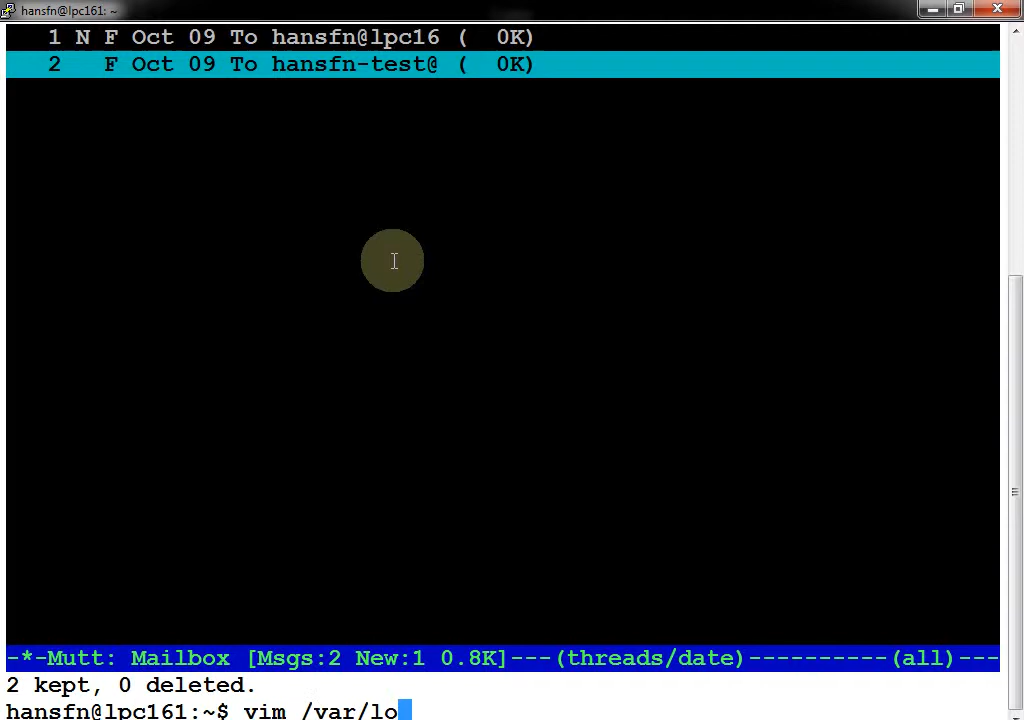 hansfn@lpc161: ~
1 N F Oct 09 To hansfn@lpc16 ( 0K)
2 F Oct 09 To hansfn-test@ ( 0K)
-*-Mutt: Mailbox [Msgs:2 New:1 0.8K]---(threads/date)----------(all)---
2 kept, 0 deleted.
hansfn@lpc161:~$ vim /var/lo